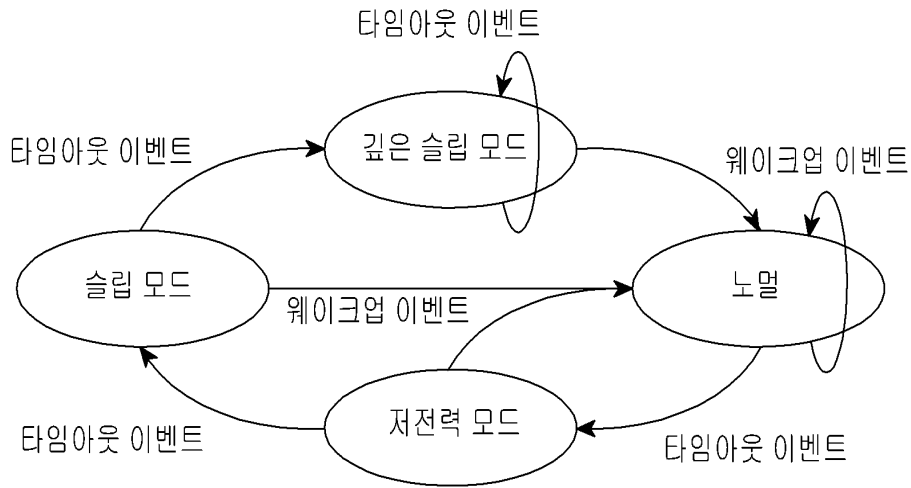 타임아웃 이벤트
타임아웃 이벤트
깊은 슬립 모드
웨이크업 이벤트
슬립 모드
노멀
웨이크업 이벤트
저전력 모드
타임아웃 이벤트
타임아웃 이벤트